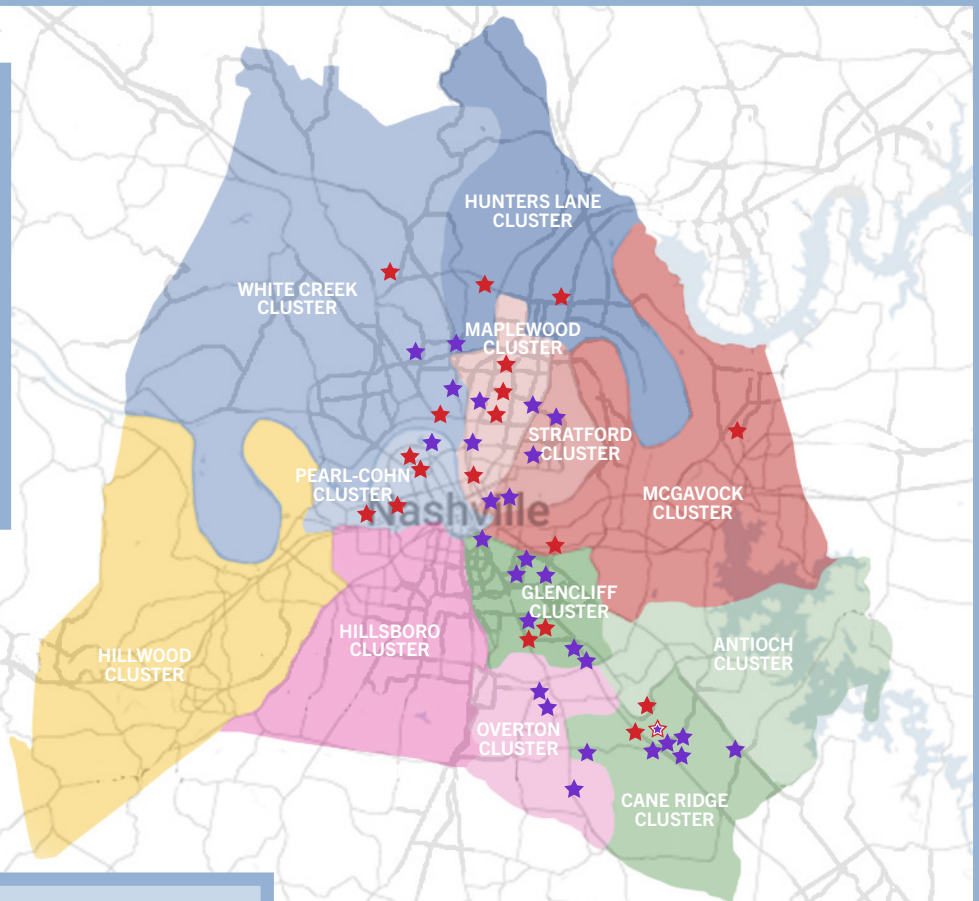 HUNTERS LANE
CLUSTER
WHITE CREEK
CLUSTER
MAPLEWOOD
CLUSTER
STRATFORD
CLUSTER
PEARL-COHN
CLUSTER
MCGAVOCK
CLUSTER
Nashville
GLENCLIFF
CLUSTER
HILLSBORO
CLUSTER
ANTIOCH
CLUSTER
HILLWOOD
CLUSTER
OVERTON
CLUSTER
CANE RIDGE
CLUSTER